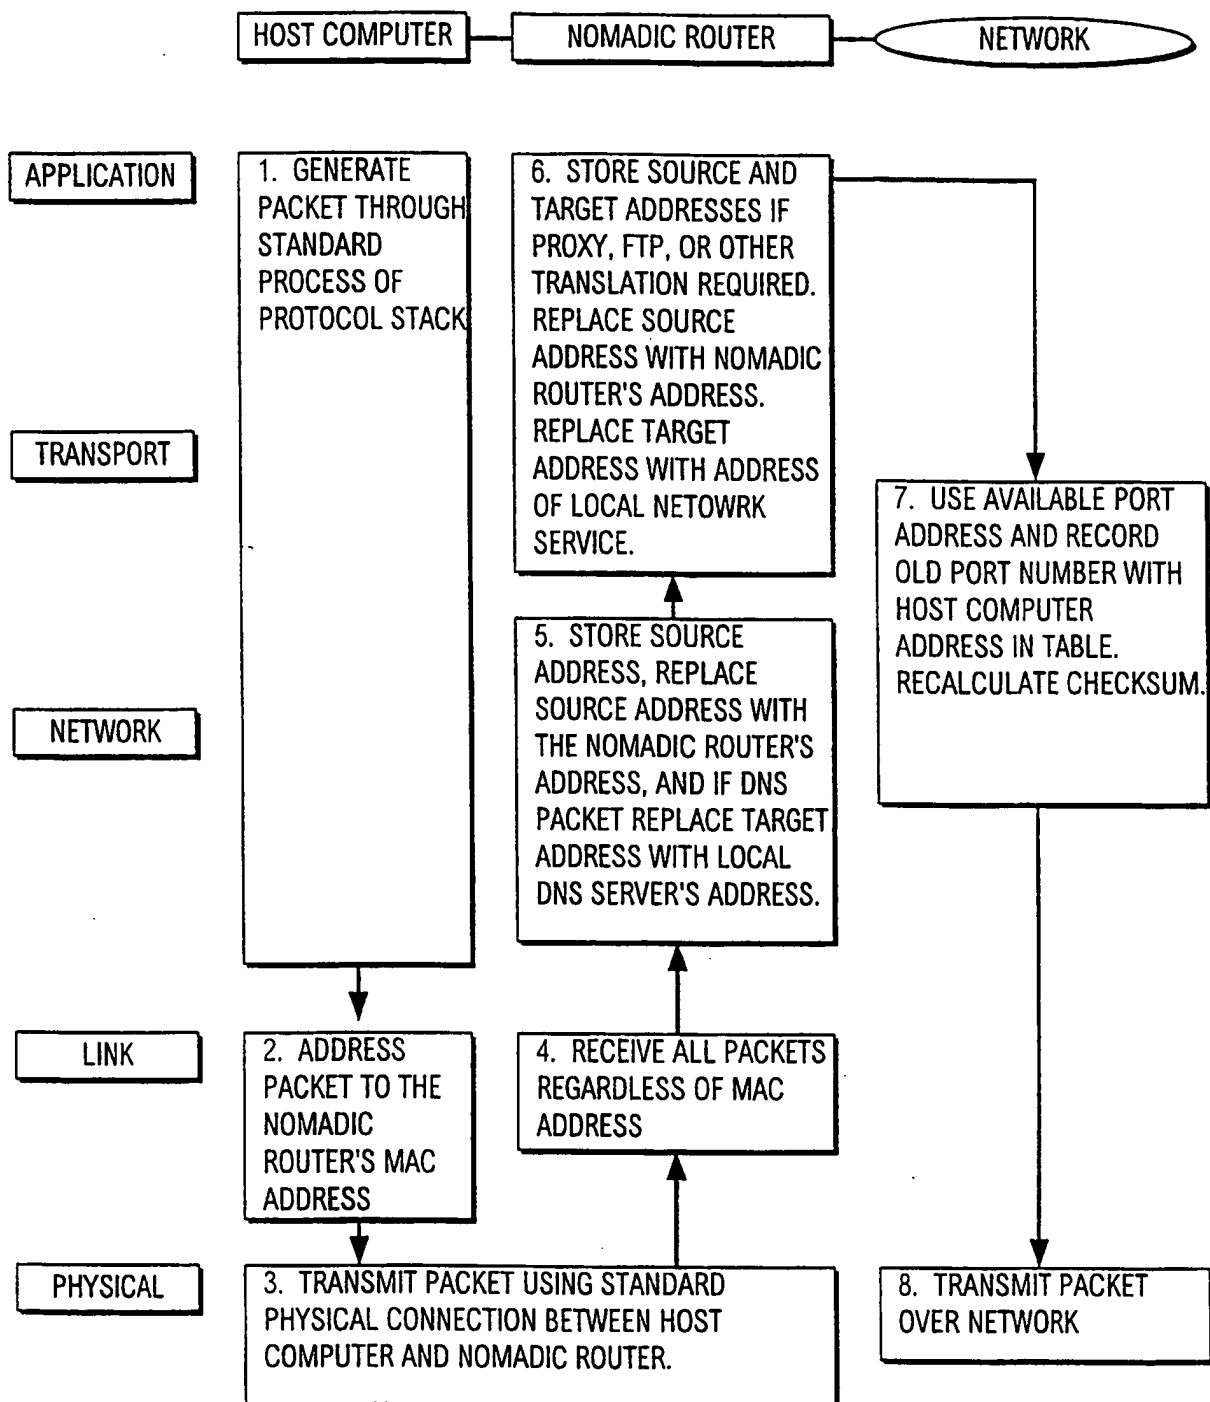 HOST COMPUTER
NOMADIC ROUTER
NETWORK
APPLICATION
1. GENERATE
PACKET THROUGH
STANDARD
PROCESS OF
PROTOCOL STACK
6. STORE SOURCE AND
TARGET ADDRESSES IF
PROXY, FTP, OR OTHER
TRANSLATION REQUIRED.
REPLACE SOURCE
ADDRESS WITH NOMADIC
ROUTER'S ADDRESS.
REPLACE TARGET
ADDRESS WITH ADDRESS
OF LOCAL NETOWRK
SERVICE.
TRANSPORT
7. USE AVAILABLE PORT
ADDRESS AND RECORD
OLD PORT NUMBER WITH
HOST COMPUTER
ADDRESS IN TABLE.
RECALCULATE CHECKSUM.
5. STORE SOURCE
ADDRESS, REPLACE
SOURCE ADDRESS WITH
THE NOMADIC ROUTER'S
ADDRESS, AND IF DNS
PACKET REPLACE TARGET
ADDRESS WITH LOCAL
DNS SERVER'S ADDRESS.
NETWORK
LINK
2. ADDRESS
PACKET TO THE
NOMADIC
ROUTER'S MAC
ADDRESS
4. RECEIVE ALL PACKETS
REGARDLESS OF MAC
ADDRESS
PHYSICAL
3. TRANSMIT PACKET USING STANDARD
PHYSICAL CONNECTION BETWEEN HOST
COMPUTER AND NOMADIC ROUTER.
8. TRANSMIT PACKET
OVER NETWORK